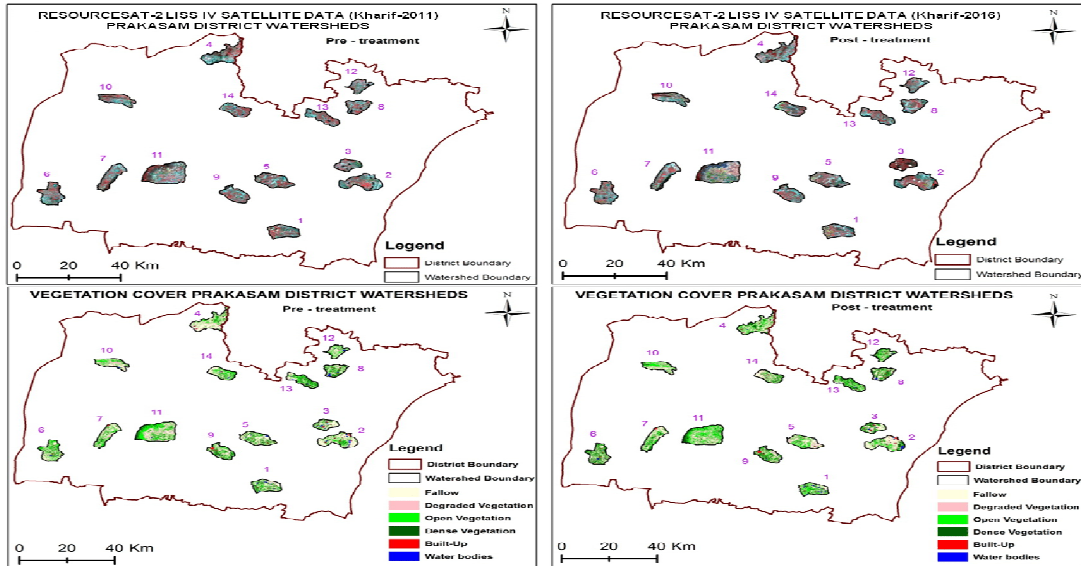 RESOURCESAT-2 LISS IV SATELLITE DATA (Kharif-2011)
PRAKASAM DISTRICT WATERSHEDS
Pre - treatment
N
4
12
10
14
13
8
7
11
3
6
5
2
9
1
Legend
District Boundary
Watershed Boundary
0 20 40 Km
RESOURCESAT-2 LISS IV SATELLITE DATA (Kharif-2016)
PRAKASAM DISTRICT WATERSHEDS
Post - treatment
N
4
12
10
14
8
13
11
3
7
5
6
2
9
1
Legend
District Boundary
Watershed Boundary
0 20 40 Km
VEGETATION COVER PRAKASAM DISTRICT WATERSHEDS
Pre - treatment
N
4
12
10
14
8
13
11
3
7
6
5
2
9
1
Legend
District Boundary
Watershed Boundary
Fallow
Degraded Vegetation
Open Vegetation
Dense Vegetation
Built-Up
Water bodies
0 20 40 Km
VEGETATION COVER PRAKASAM DISTRICT WATERSHEDS
Post - treatment
N
4
12
10
14
8
13
11
3
7
5
6
2
9
1
Legend
District Boundary
Watershed Boundary
Fallow
Degraded Vegetation
Open Vegetation
Dense Vegetation
Built-Up
Water bodies
0 20 40 Km